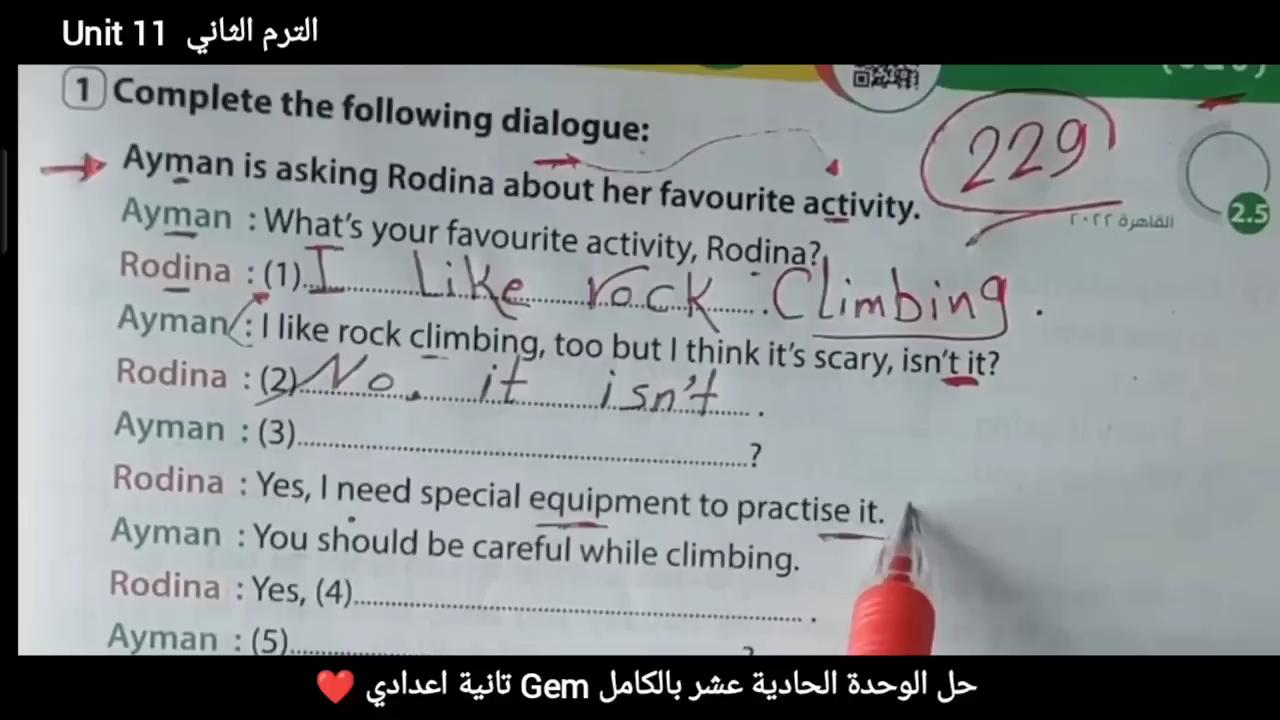 Unit 11 الترم الثاني
1 Complete the following dialogue:
229
Ayman is asking Rodina about her favourite activity.
2.5
القاهرة ٢٠٢٢
Ayman : What's your favourite activity, Rodina?
Rodina : (1) I Like rock Climbing.
Ayman : I like rock climbing, too but I think it's scary, isn't it?
Rodina : (2) No, it isn't.
Ayman : (3)..............................?
Rodina : Yes, I need special equipment to practise it.
Ayman : You should be careful while climbing.
Rodina : Yes, (4)..............................
Ayman : (5)..............................?
حل الوحدة الحادية عشر بالكامل Gem تانية اعدادي ❤️